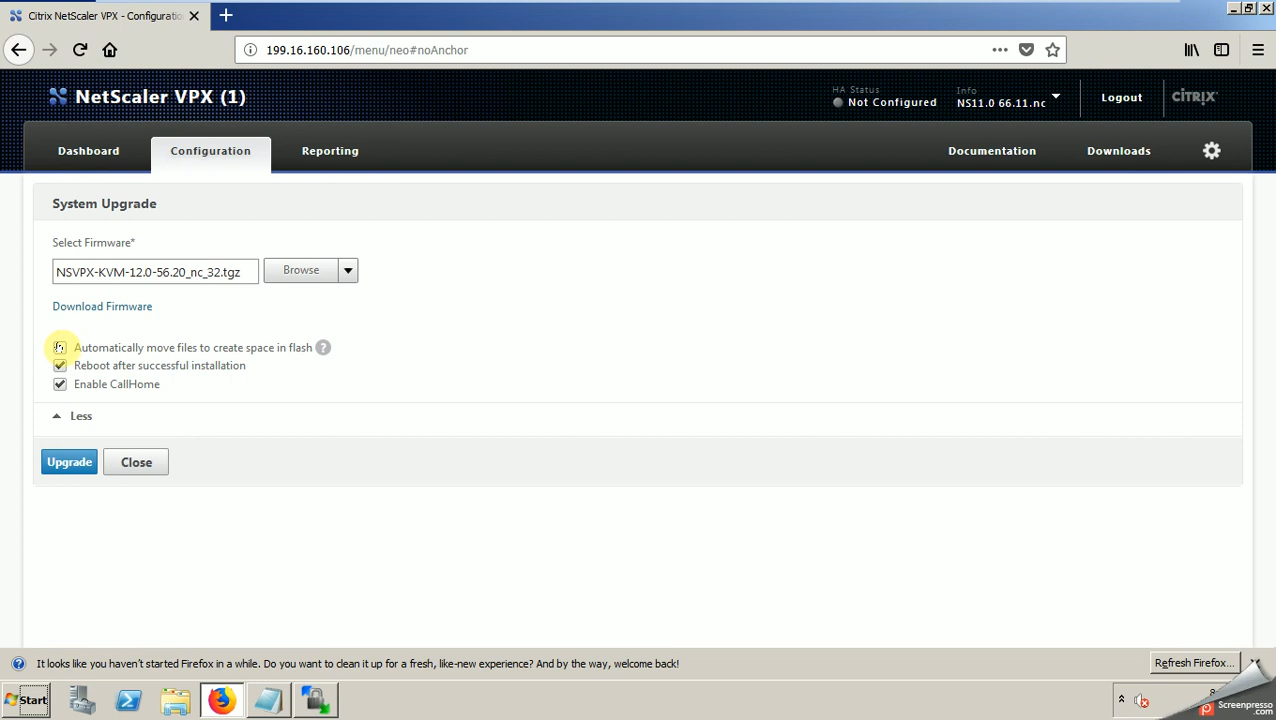 Citrix NetScaler VPX - Configuratio
199.16.160.106/menu/neo#noAnchor
NetScaler VPX (1)
HA Status
Not Configured
Info
NS11.0 66.11.nc
Logout
CITRIX
Dashboard
Configuration
Reporting
Documentation
Downloads
System Upgrade
Select Firmware*
NSVPX-KVM-12.0-56.20_nc_32.tgz
Browse
Download Firmware
Automatically move files to create space in flash ?
Reboot after successful installation
Enable CallHome
Less
Upgrade
Close
It looks like you haven't started Firefox in a while. Do you want to clean it up for a fresh, like-new experience? And by the way, welcome back!
Refresh Firefox...
Start
Screenpresso
.com